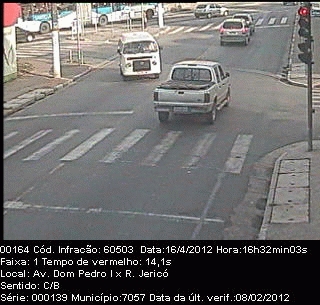 00164 Cód. Infração: 60503 Data:16/4/2012 Hora:16h32min03s
Faixa: 1 Tempo de vermelho: 14,1s
Local: Av. Dom Pedro I x R. Jericó
Sentido: C/B
Série: 000139 Município:7057 Data da últ. verif.:08/02/2012